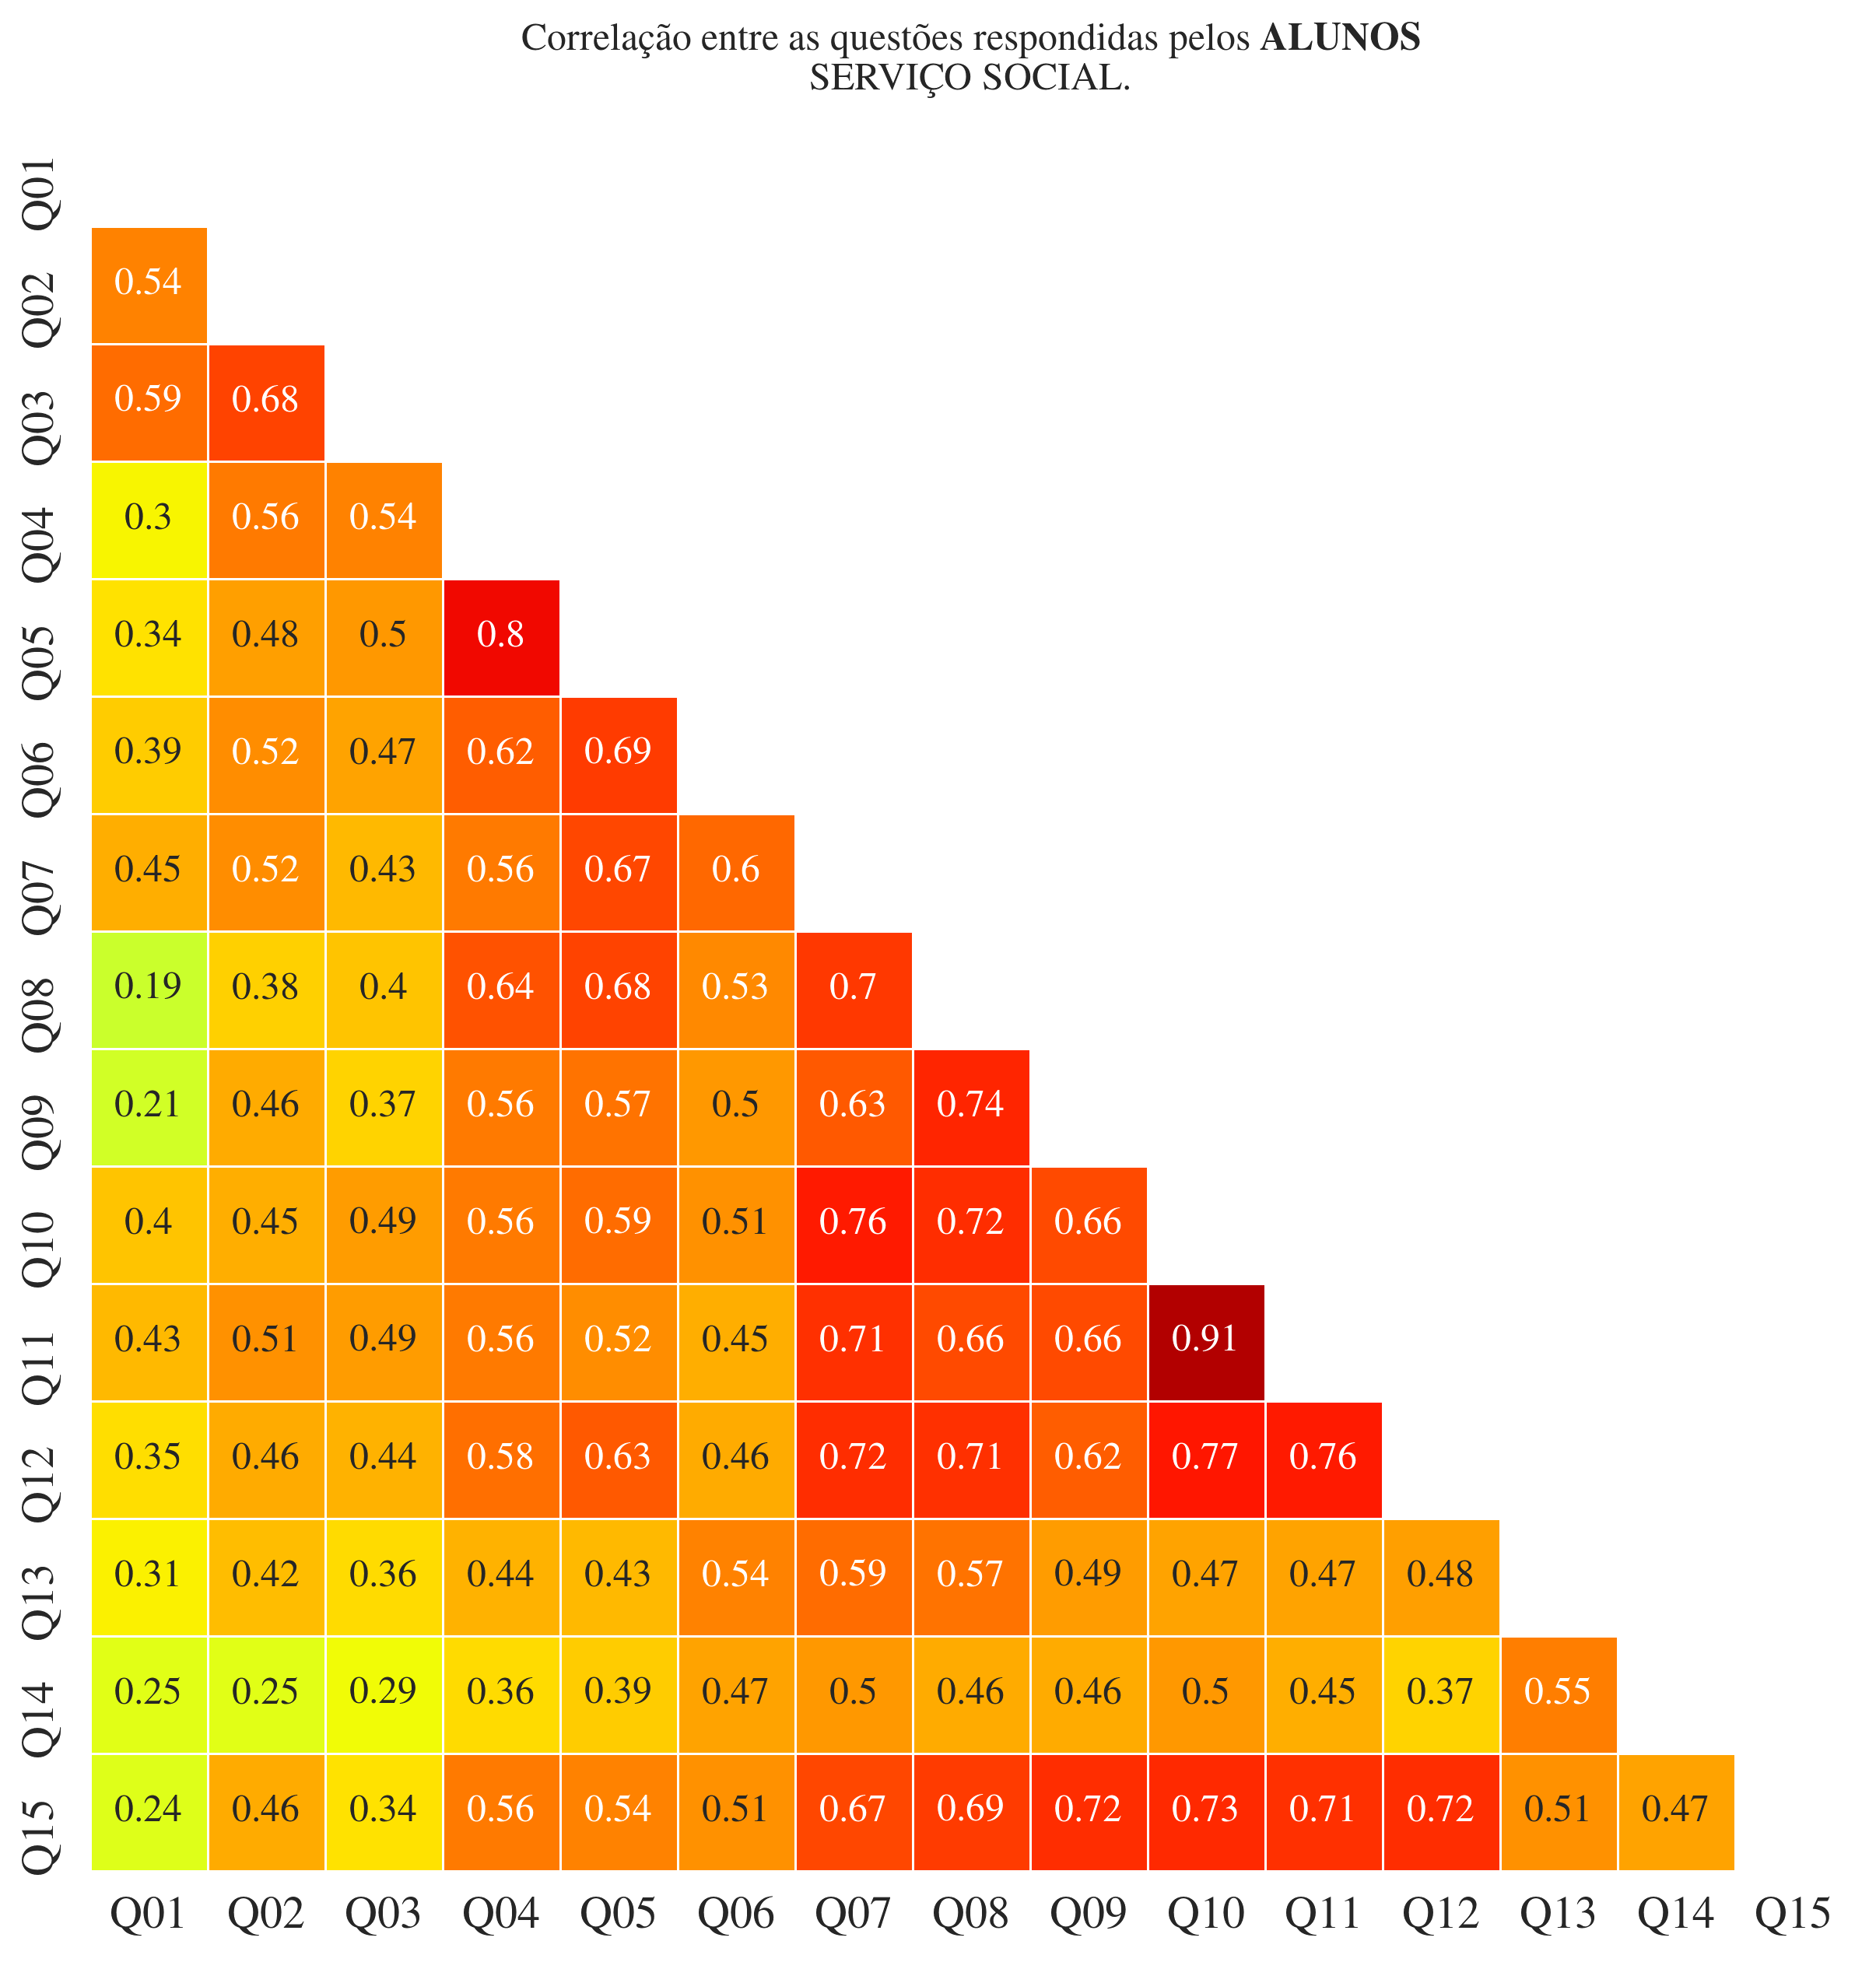 Correlação entre as questões respondidas pelos ALUNOS
SERVIÇO SOCIAL.
Q01
Q02 0.54
Q03 0.59 0.68
Q04 0.3 0.56 0.54
Q05 0.34 0.48 0.5 0.8
Q06 0.39 0.52 0.47 0.62 0.69
Q07 0.45 0.52 0.43 0.56 0.67 0.6
Q08 0.19 0.38 0.4 0.64 0.68 0.53 0.7
Q09 0.21 0.46 0.37 0.56 0.57 0.5 0.63 0.74
Q10 0.4 0.45 0.49 0.56 0.59 0.51 0.76 0.72 0.66
Q11 0.43 0.51 0.49 0.56 0.52 0.45 0.71 0.66 0.66 0.91
Q12 0.35 0.46 0.44 0.58 0.63 0.46 0.72 0.71 0.62 0.77 0.76
Q13 0.31 0.42 0.36 0.44 0.43 0.54 0.59 0.57 0.49 0.47 0.47 0.48
Q14 0.25 0.25 0.29 0.36 0.39 0.47 0.5 0.46 0.46 0.5 0.45 0.37 0.55
Q15 0.24 0.46 0.34 0.56 0.54 0.51 0.67 0.69 0.72 0.73 0.71 0.72 0.51 0.47
Q01 Q02 Q03 Q04 Q05 Q06 Q07 Q08 Q09 Q10 Q11 Q12 Q13 Q14 Q15